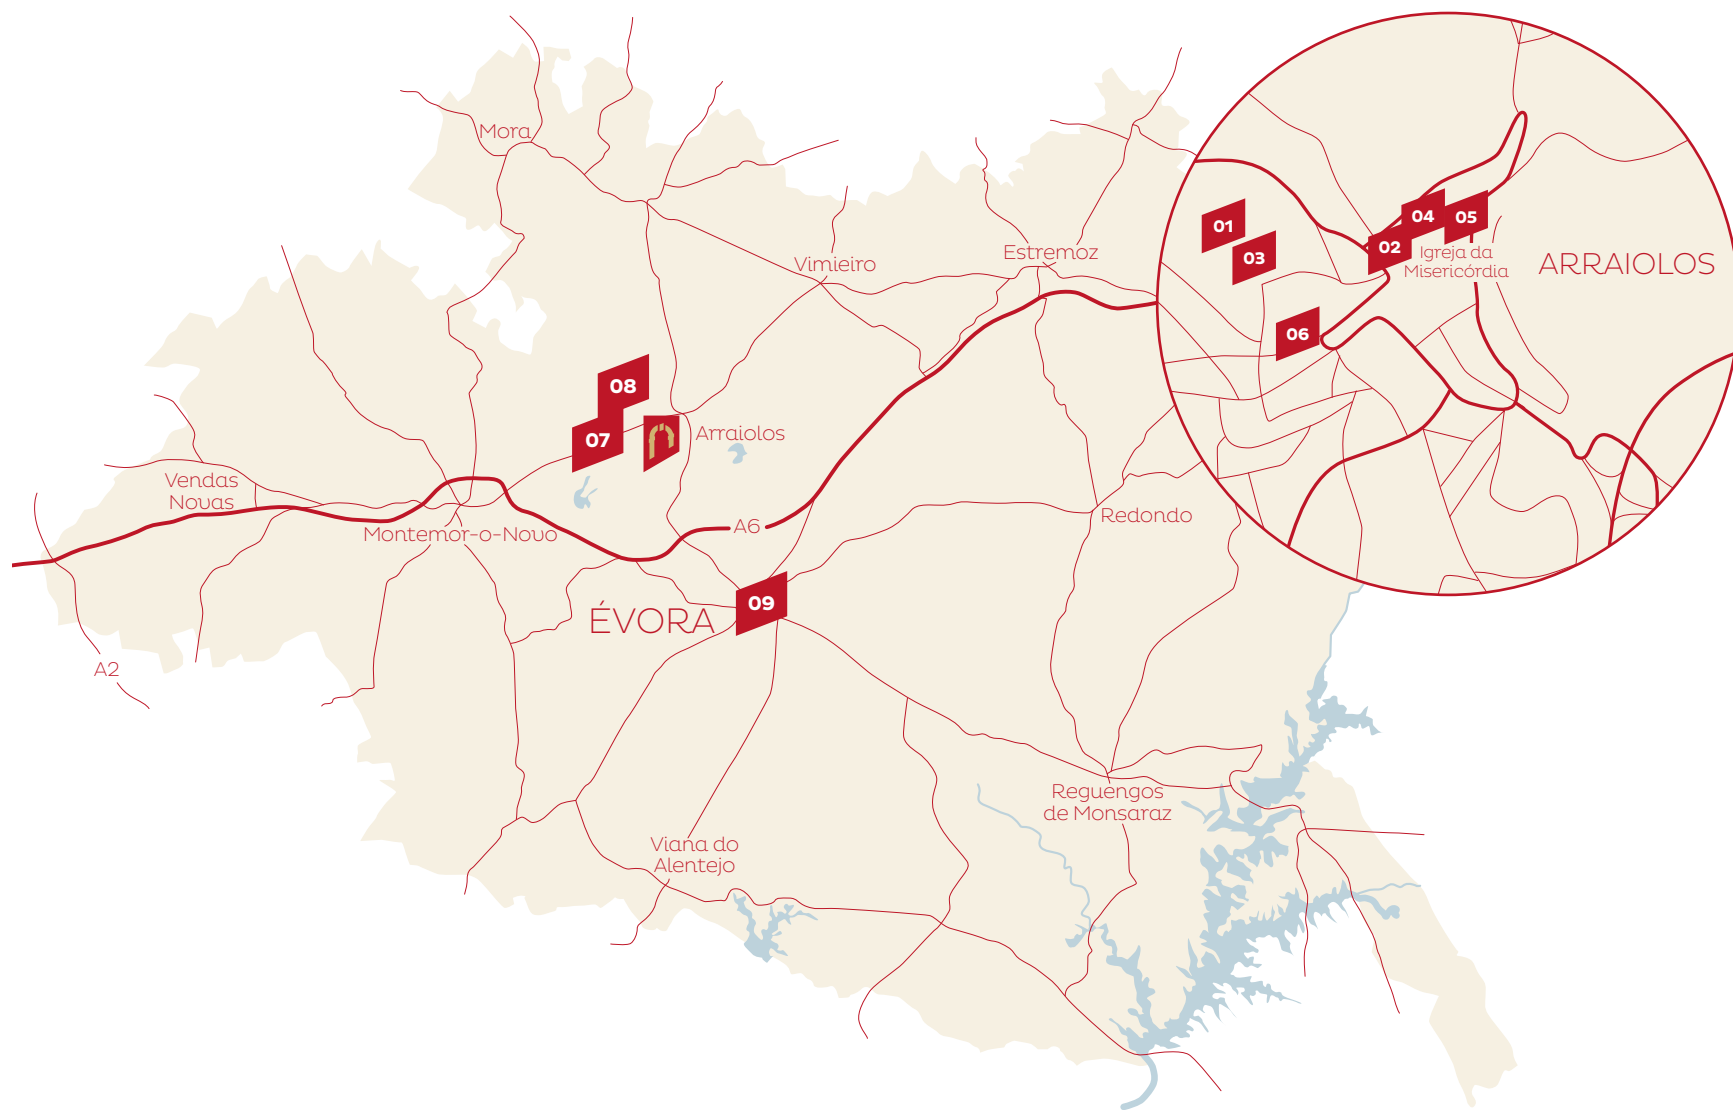 Mora
01
04
05
02
Igreja da
Misericórdia
03
ARRAIOLOS
Estremoz
Vimieiro
06
08
07
Arraiolos
Vendas
Novas
Montemor-o-Novo
A6
Redondo
09
ÉVORA
A2
Reguengos
de Monsaraz
Viana do
Alentejo